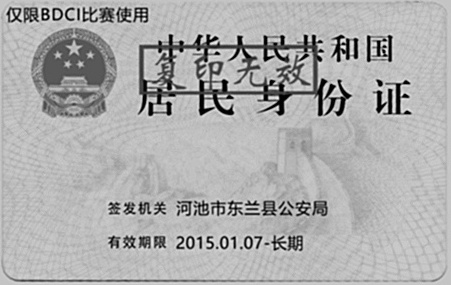 仅限BDCI比赛使用
中华人民共和国
复印无效
居民身份证
签发机关 河池市东兰县公安局
有效期限 2015.01.07-长期